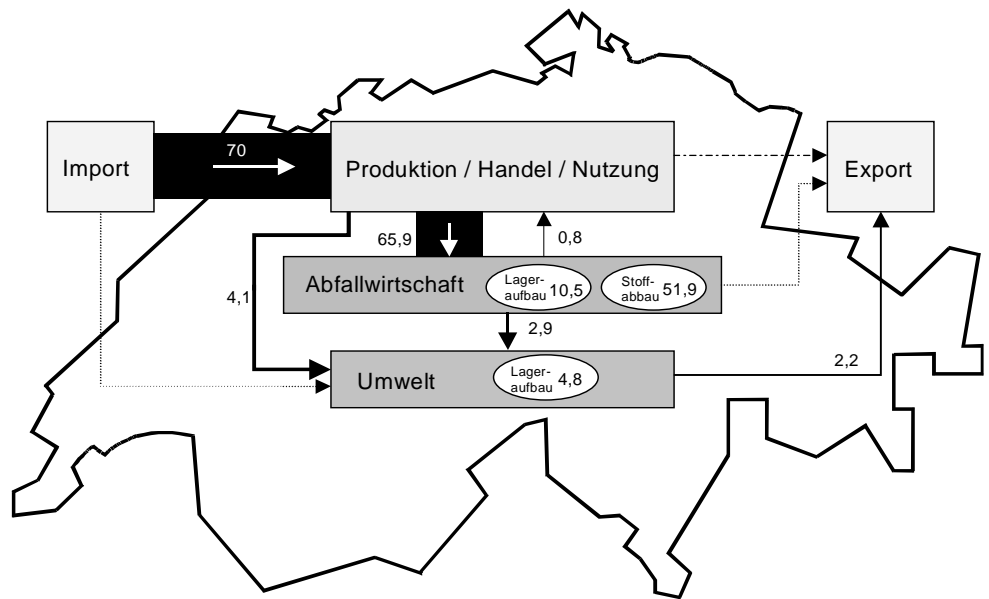 Import
70
Produktion / Handel / Nutzung
Export
65,9
0,8
4,1
Abfallwirtschaft
Lager-
aufbau 10,5
Stoff-
abbau 51,9
2,9
Umwelt
Lager-
aufbau 4,8
2,2